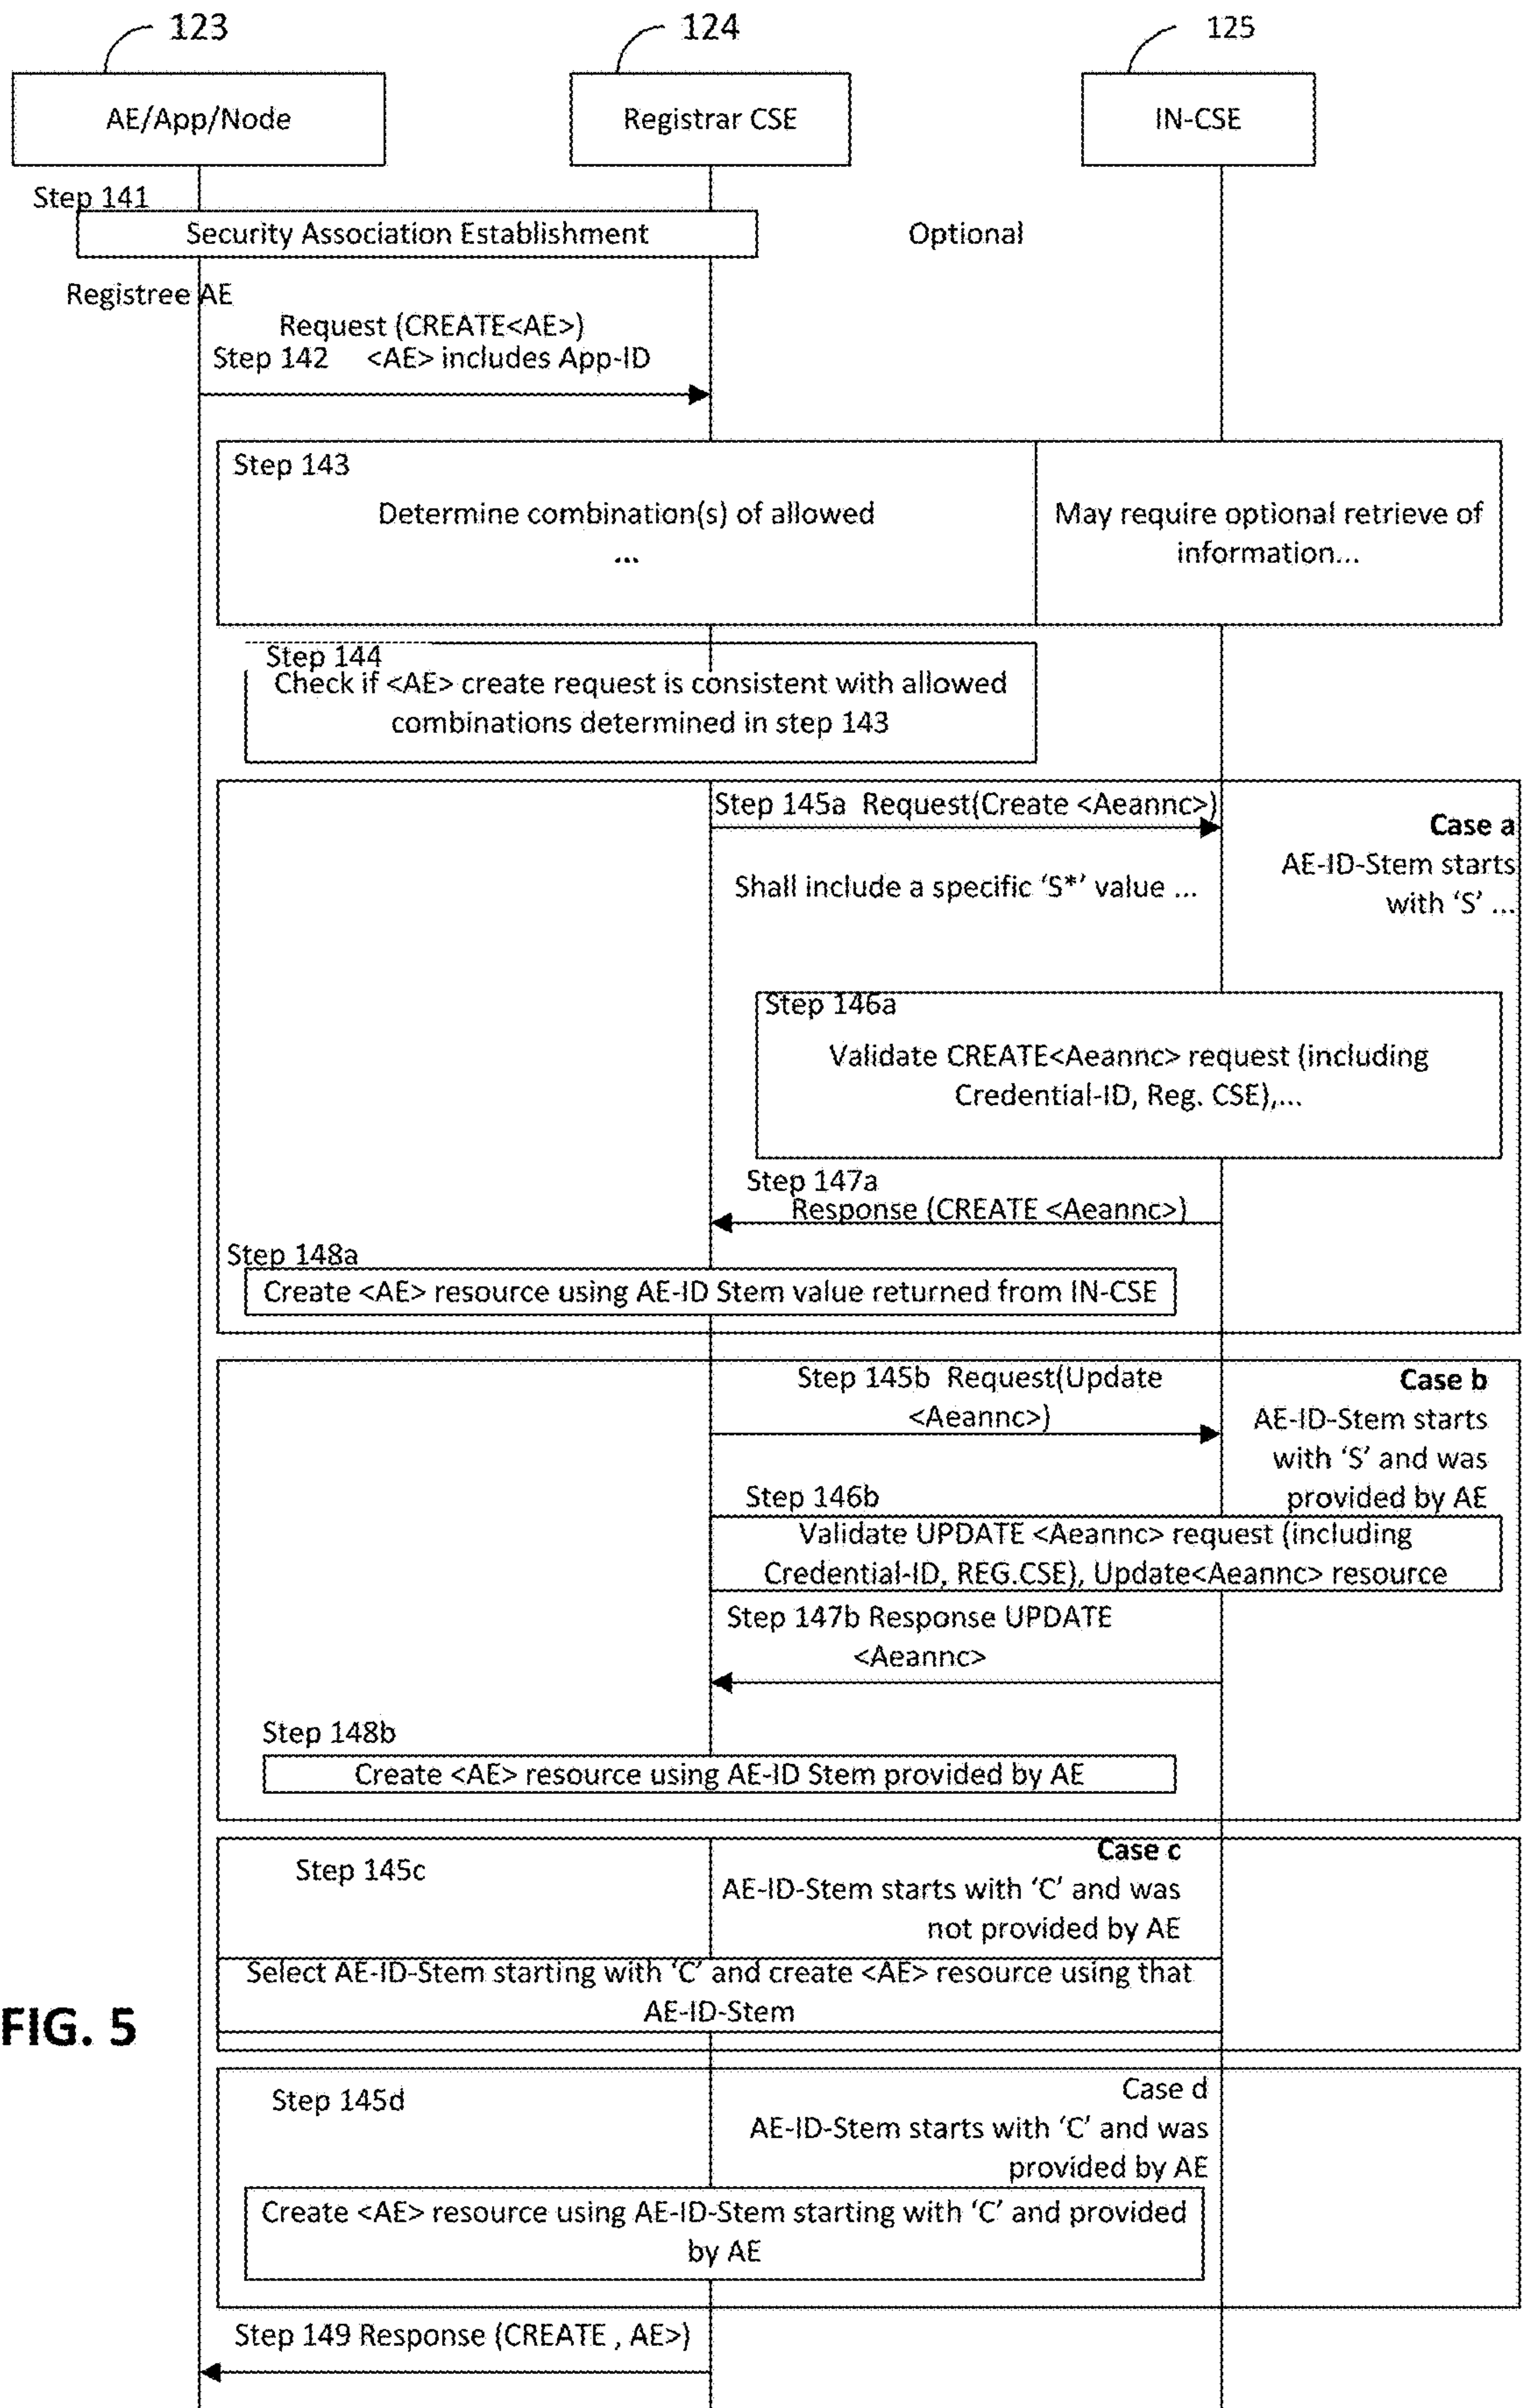 123
124
125
AE/App/Node
Registrar CSE
IN-CSE
Step 141
Security Association Establishment
Optional
Registree AE
Request (CREATE<AE>)
Step 142 <AE> includes App-ID
Step 143
Determine combination(s) of allowed
...
May require optional retrieve of
information...
Step 144
Check if <AE> create request is consistent with allowed
combinations determined in step 143
Step 145a Request(Create <Aeannc>)
Case a
AE-ID-Stem starts
with ‘S’ ...
Shall include a specific ‘S*’ value ...
Step 146a
Validate CREATE<Aeannc> request (including
Credential-ID, Reg. CSE),...
Step 147a
Response (CREATE <Aeannc>)
Step 148a
Create <AE> resource using AE-ID Stem value returned from IN-CSE
Step 145b Request(Update
<Aeannc>)
Case b
AE-ID-Stem starts
with ‘S’ and was
provided by AE
Step 146b
Validate UPDATE <Aeannc> request (including
Credential-ID, REG.CSE), Update<Aeannc> resource
Step 147b Response UPDATE
<Aeannc>
Step 148b
Create <AE> resource using AE-ID Stem provided by AE
Case c
Step 145c
AE-ID-Stem starts with ‘C’ and was
not provided by AE
Select AE-ID-Stem starting with ‘C’ and create <AE> resource using that
AE-ID-Stem
FIG. 5
Case d
Step 145d
AE-ID-Stem starts with ‘C’ and was
provided by AE
Create <AE> resource using AE-ID-Stem starting with ‘C’ and provided
by AE
Step 149 Response (CREATE , AE>)